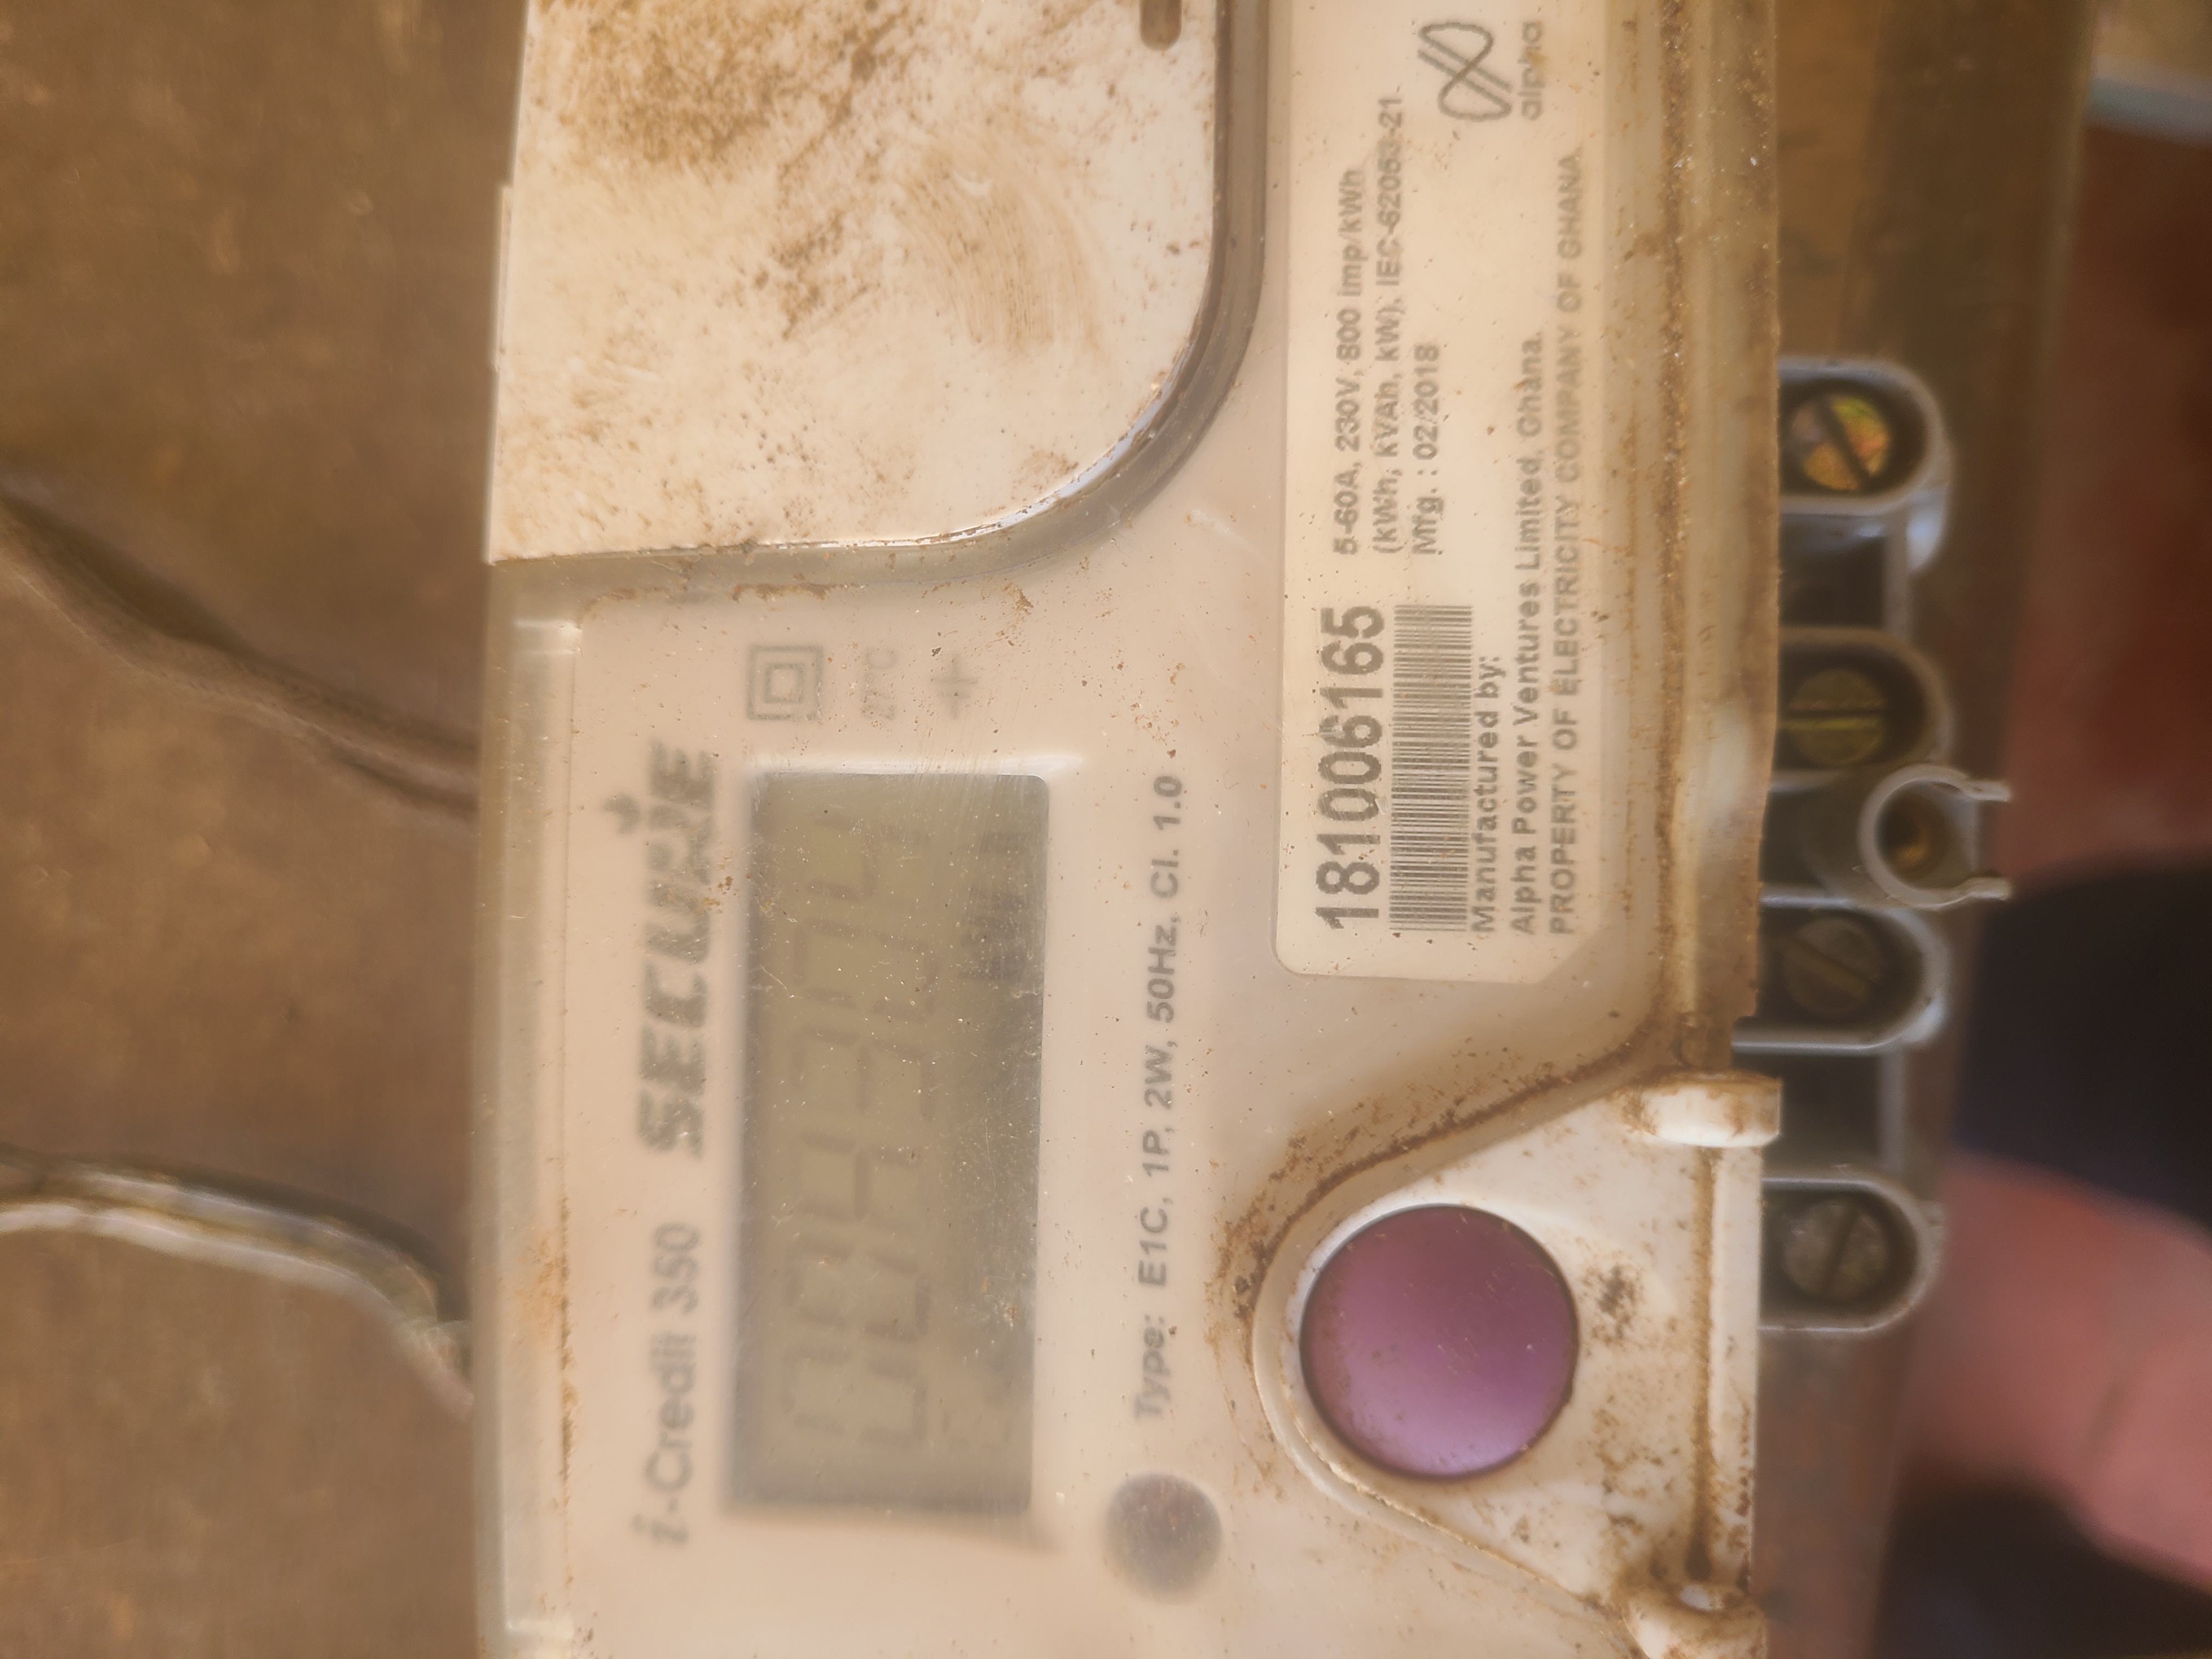 i-Credit 350 SECURE
27°C
Type: E1C, 1P, 2W, 50Hz, Cl. 1.0
181006165
5-60A, 230V, 800 imp/kWh
(kWh, kVAh, kW), IEC-62053-21
Mfg. : 02/2018
Manufactured by:
Alpha Power Ventures Limited, Ghana.
PROPERTY OF ELECTRICITY COMPANY OF GHANA.
alpha